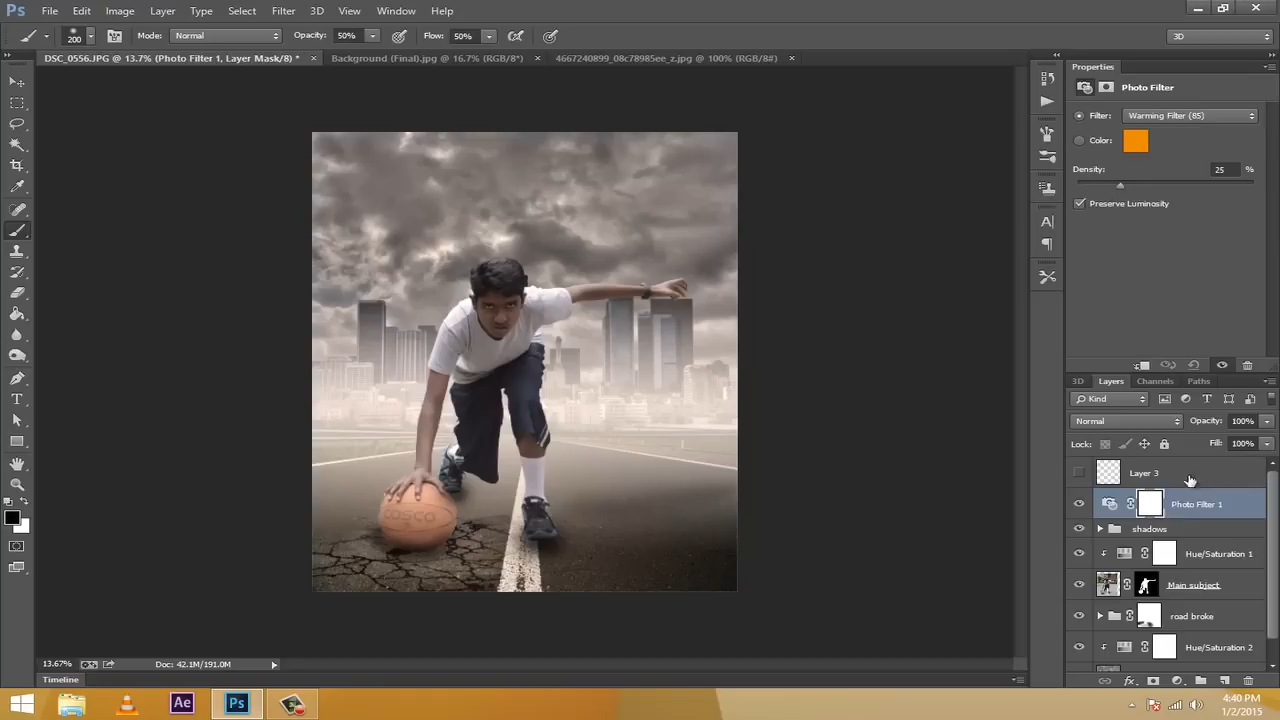 Ps File Edit Image Layer Type Select Filter 3D View Window Help
200 Mode: Normal Opacity: 50% Flow: 50% 3D
DSC_0556.JPG @ 13.7% (Photo Filter 1, Layer Mask/8) * × Background (Final).jpg @ 16.7% (RGB/8*) × 4667240899_08c78985ee_z.jpg @ 100% (RGB/8#) ×
Properties
Photo Filter
Filter: Warming Filter (85)
Color:
Density: 25 %
Preserve Luminosity
3D Layers Channels Paths
Kind
Normal Opacity: 100%
Lock: Fill: 100%
Layer 3
Photo Filter 1
shadows
Hue/Saturation 1
Main subject
road broke
Hue/Saturation 2
COSCO
13.67% Doc: 42.1M/191.0M
Timeline
Ae Ps
4:40 PM
1/2/2015